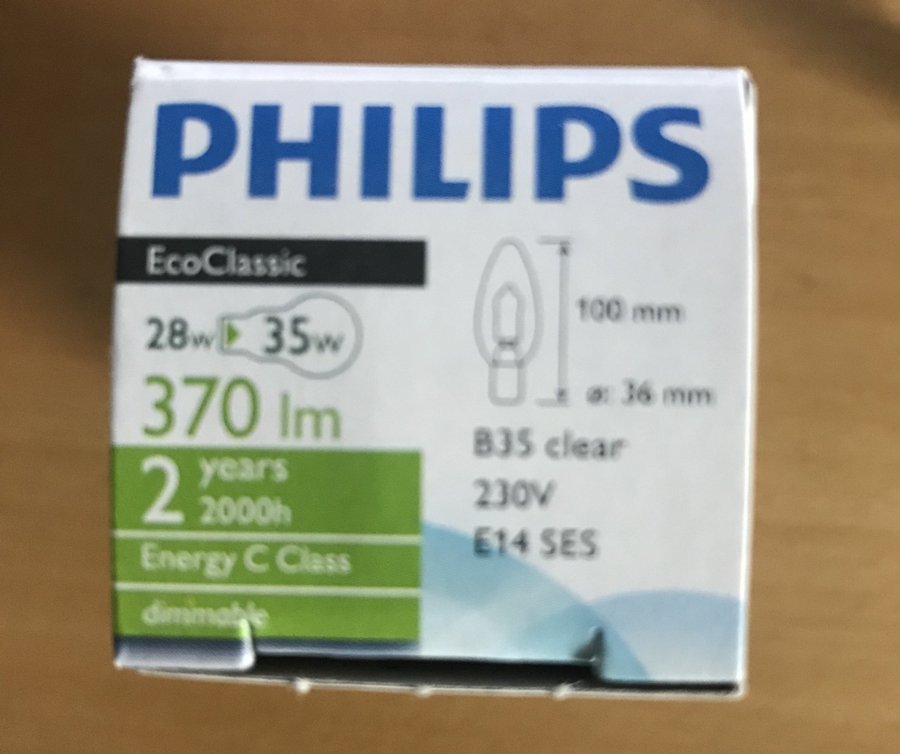 PHILIPS
EcoClassic
28w 35w
370 lm
2 years
2000h
Energy C Class
dimmable
100 mm
ø: 36 mm
B35 clear
230V
E14 SES